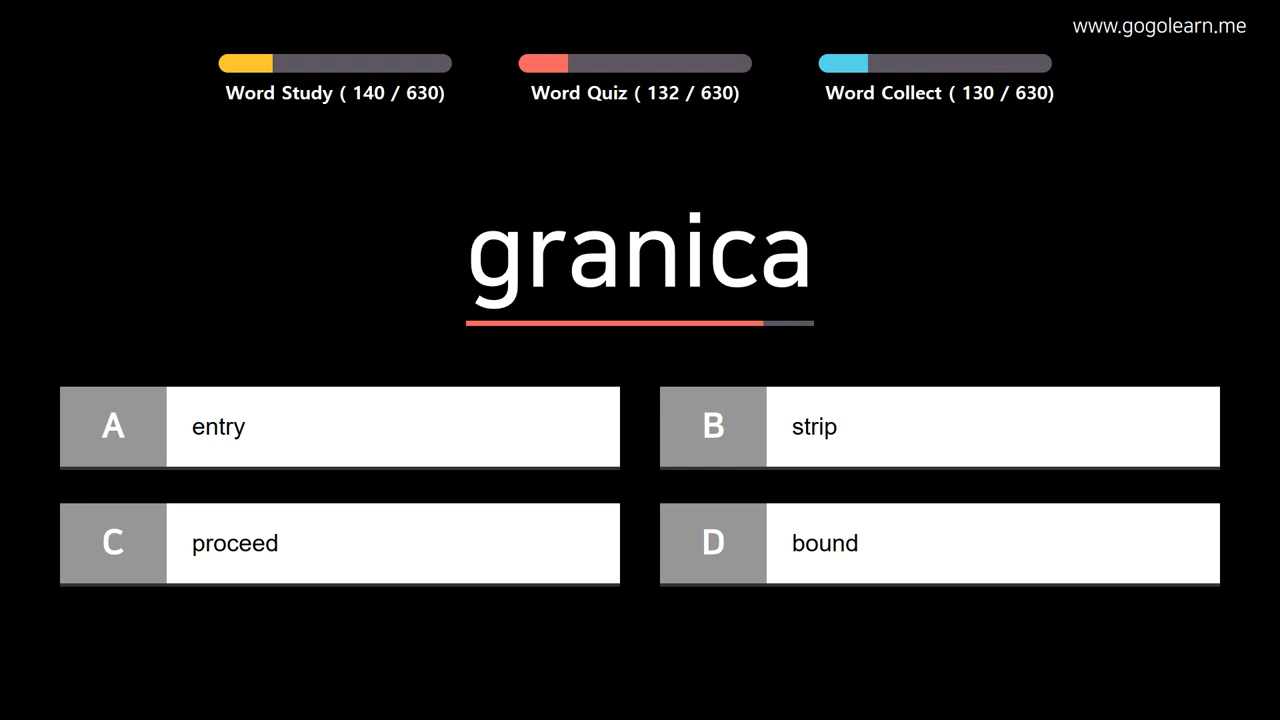 www.gogolearn.me
Word Study ( 140 / 630)
Word Quiz ( 132 / 630)
Word Collect ( 130 / 630)
granica
A entry
B strip
C proceed
D bound